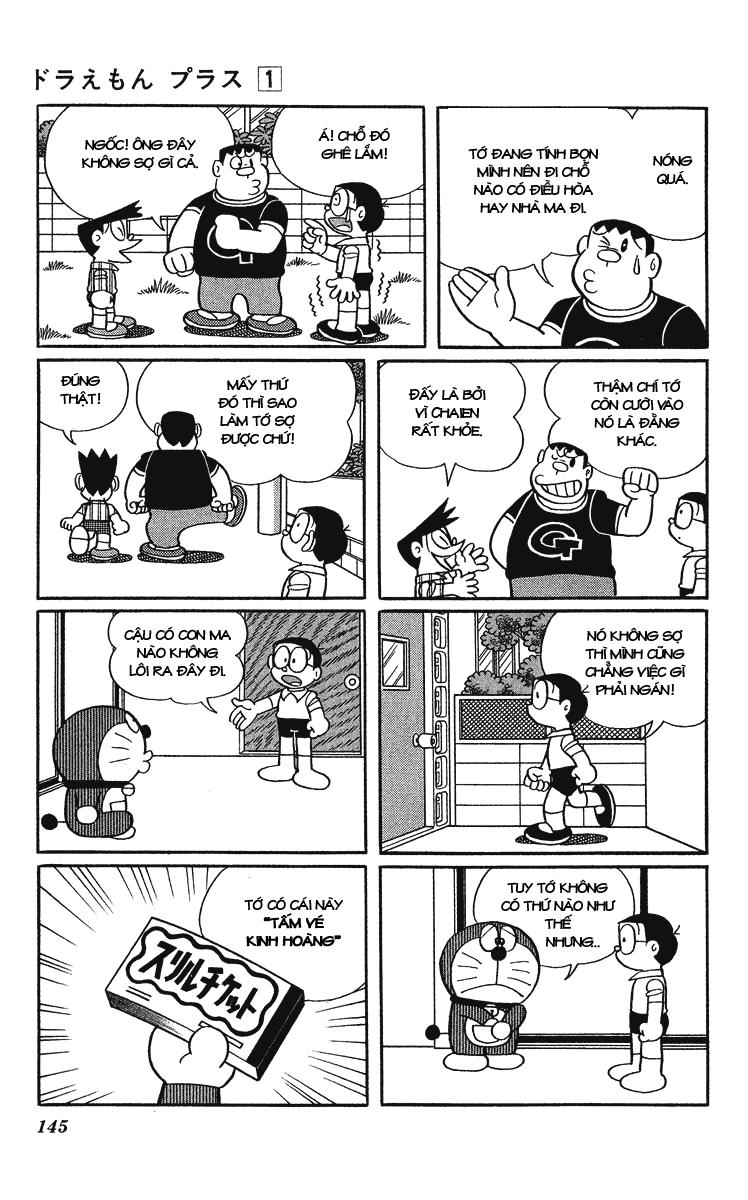 ドラえもん プラス 1
NÓNG
QUÁ.
TỚ ĐANG TÍNH BỌN
MÌNH NÊN ĐI CHỖ
NÀO CÓ ĐIỀU HÒA
HAY NHÀ MA ĐI.
Á! CHỖ ĐÓ
GHÊ LẮM!
NGỐC! ÔNG ĐÂY
KHÔNG SỢ GÌ CẢ.
THẬM CHÍ TỚ
CÒN CƯỜI VÀO
NÓ LÀ ĐẰNG
KHÁC.
ĐẤY LÀ BỞI
VÌ CHAIEN
RẤT KHỎE.
MẤY THỨ
ĐÓ THÌ SAO
LÀM TỚ SỢ
ĐƯỢC CHỨ!
ĐÚNG
THẬT!
NÓ KHÔNG SỢ
THÌ MÌNH CŨNG
CHẲNG VIỆC GÌ
PHẢI NGÁN!
CẬU CÓ CON MA
NÀO KHÔNG
LÔI RA ĐÂY ĐI.
TUY TỚ KHÔNG
CÓ THỨ NÀO NHƯ
THẾ
NHƯNG..
TỚ CÓ CÁI NÀY
"TẤM VÉ
KINH HOÀNG"
スリルチケット
145